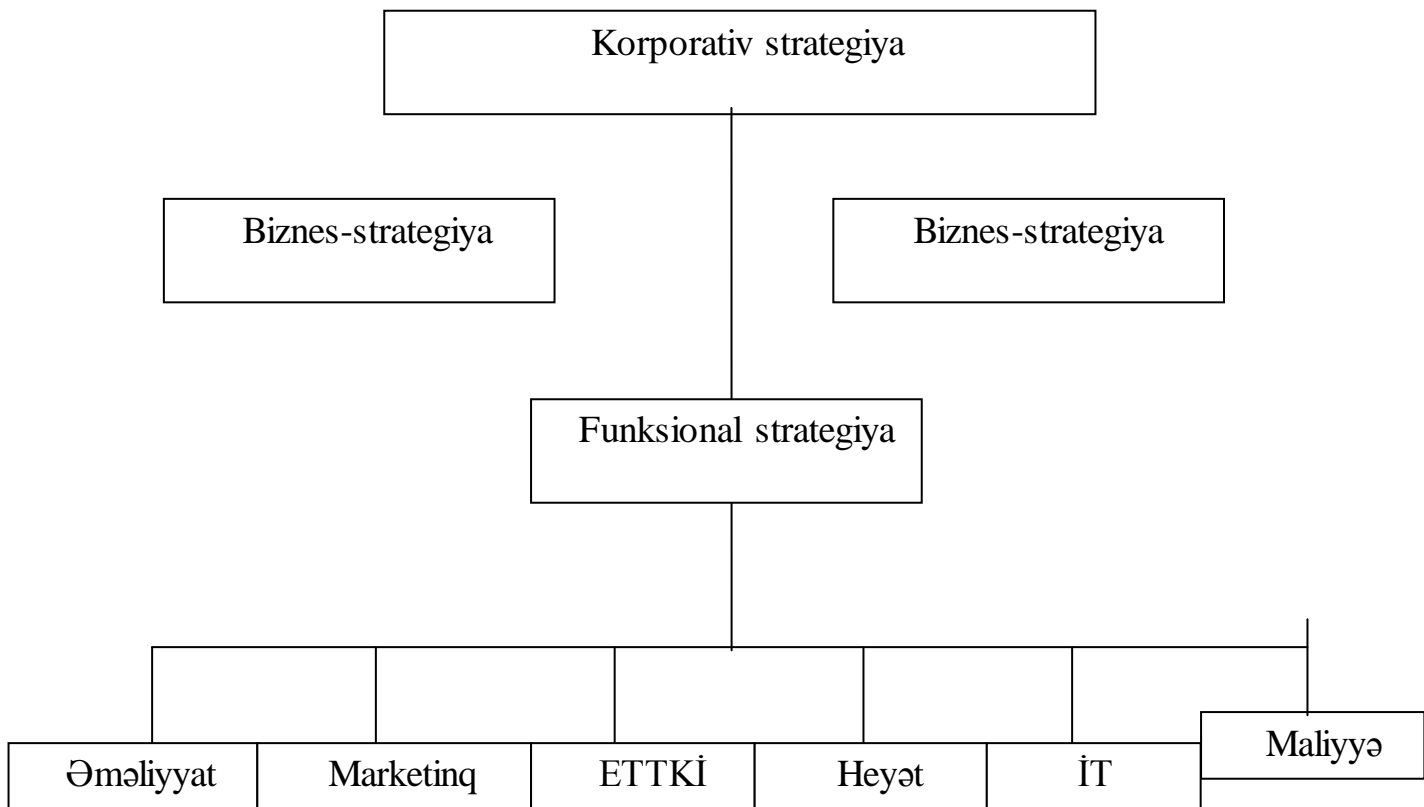 Korporativ strategiya
Biznes-strategiya
Biznes-strategiya
Funksional strategiya
Əməliyyat
Marketinq
ETTKİ
Heyət
İT
Maliyyə